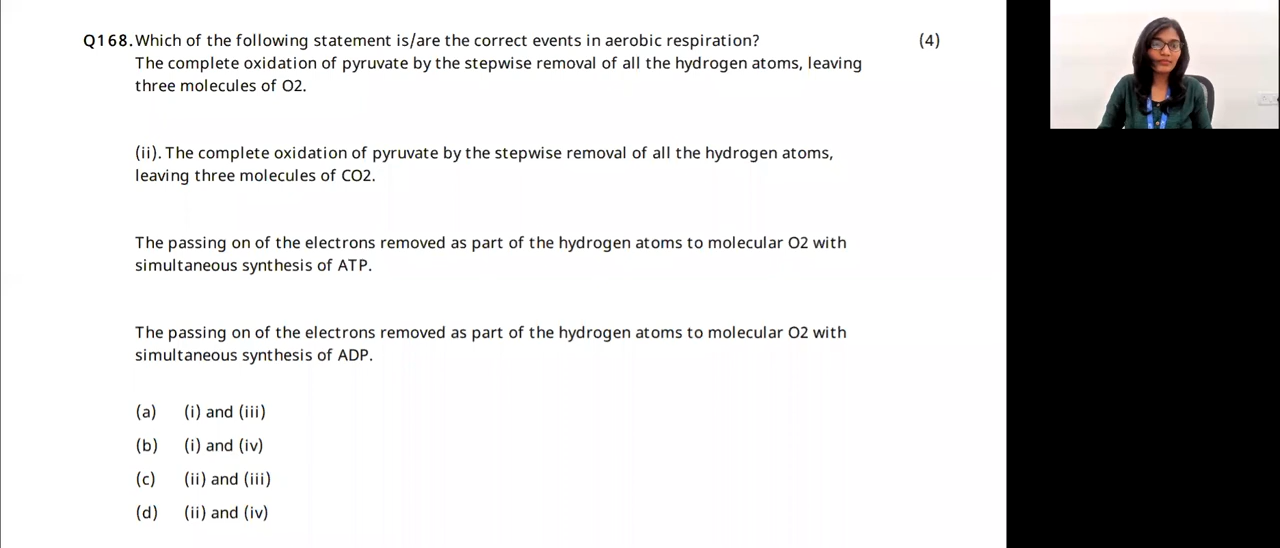 Q168. Which of the following statement is/are the correct events in aerobic respiration? (4)
The complete oxidation of pyruvate by the stepwise removal of all the hydrogen atoms, leaving
three molecules of O2.
(ii). The complete oxidation of pyruvate by the stepwise removal of all the hydrogen atoms,
leaving three molecules of CO2.
The passing on of the electrons removed as part of the hydrogen atoms to molecular O2 with
simultaneous synthesis of ATP.
The passing on of the electrons removed as part of the hydrogen atoms to molecular O2 with
simultaneous synthesis of ADP.
(a) (i) and (iii)
(b) (i) and (iv)
(c) (ii) and (iii)
(d) (ii) and (iv)